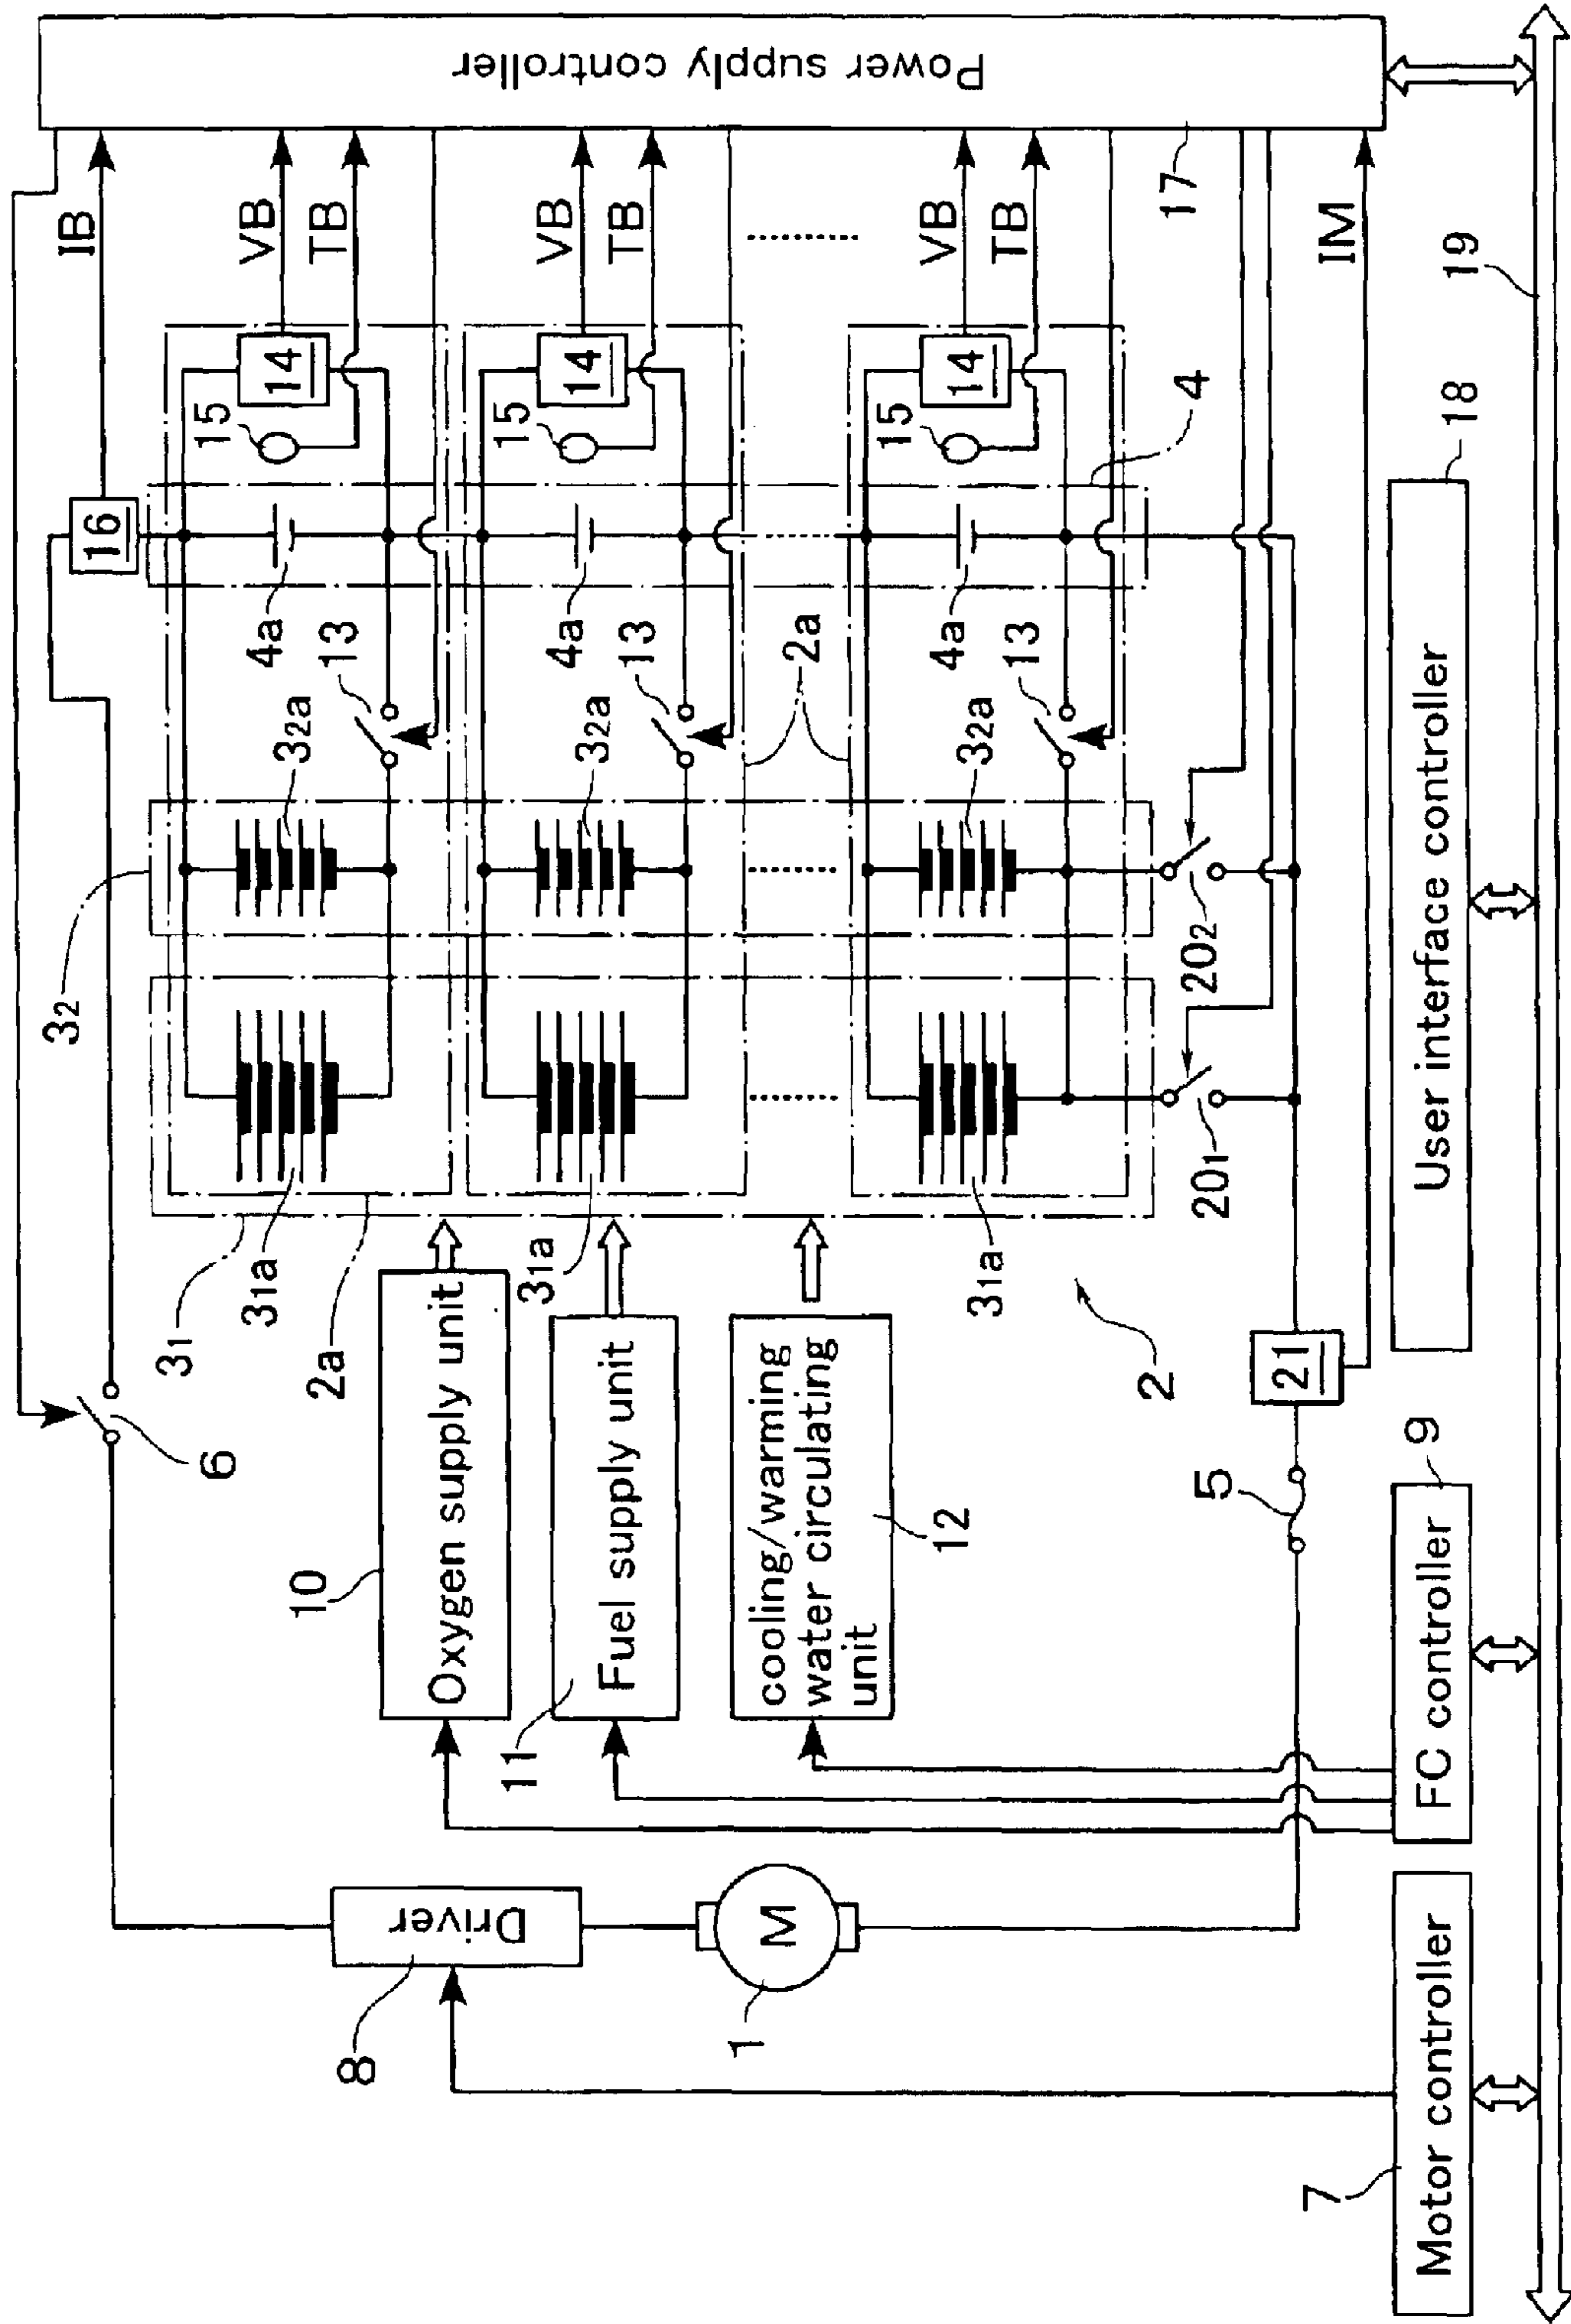 Power supply controller
17
IB
VB
TB
VB
TB
VB
TB
IM
19
16
14
15
14
15
14
15
4
18
User interface controller
4a
13
4a
13
4a
13
2a
32
32a
32a
32a
202
201
31
31a
2a
31a
31a
2
6
10
Oxygen supply unit
11
Fuel supply unit
12
cooling/warming
water circulating
unit
21
5
9
FC controller
8
Driver
1
M
7
Motor controller